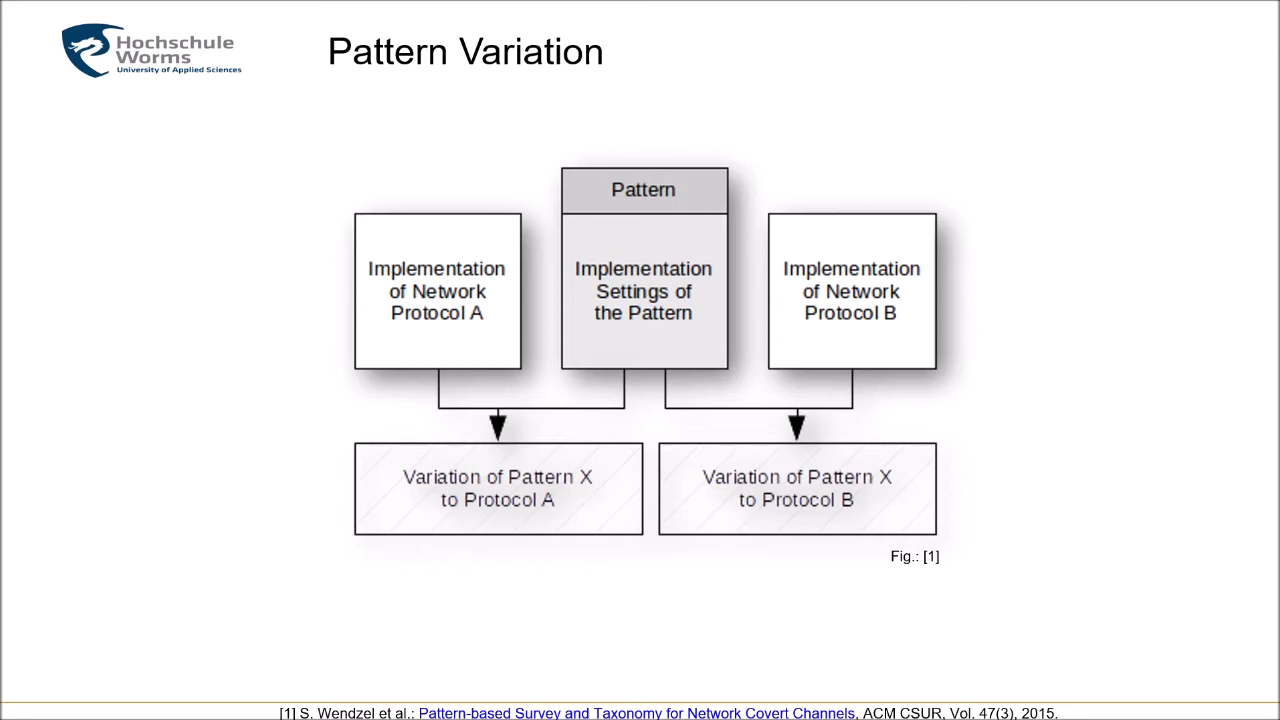 Hochschule
Worms
University of Applied Sciences
Pattern Variation
Pattern
Implementation
of Network
Protocol A
Implementation
Settings of
the Pattern
Implementation
of Network
Protocol B
Variation of Pattern X
to Protocol A
Variation of Pattern X
to Protocol B
Fig.: [1]
[1] S. Wendzel et al.: Pattern-based Survey and Taxonomy for Network Covert Channels, ACM CSUR, Vol. 47(3), 2015.